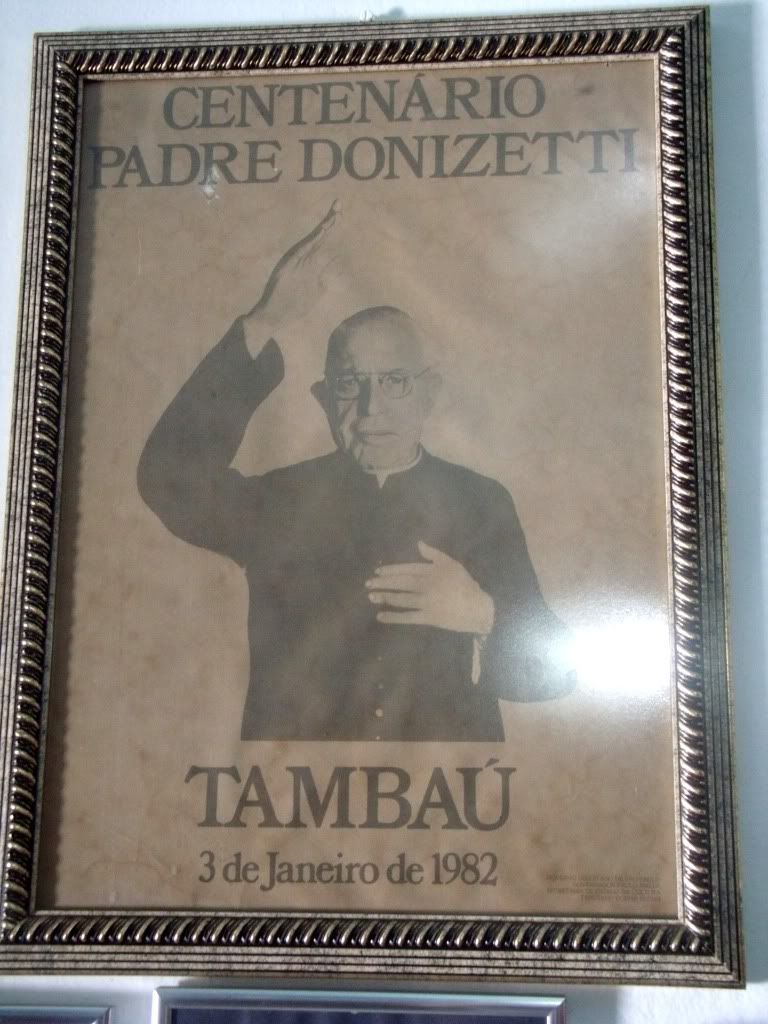 CENTENÁRIO
PADRE DONIZETTI
TAMBAÚ
3 de Janeiro de 1982